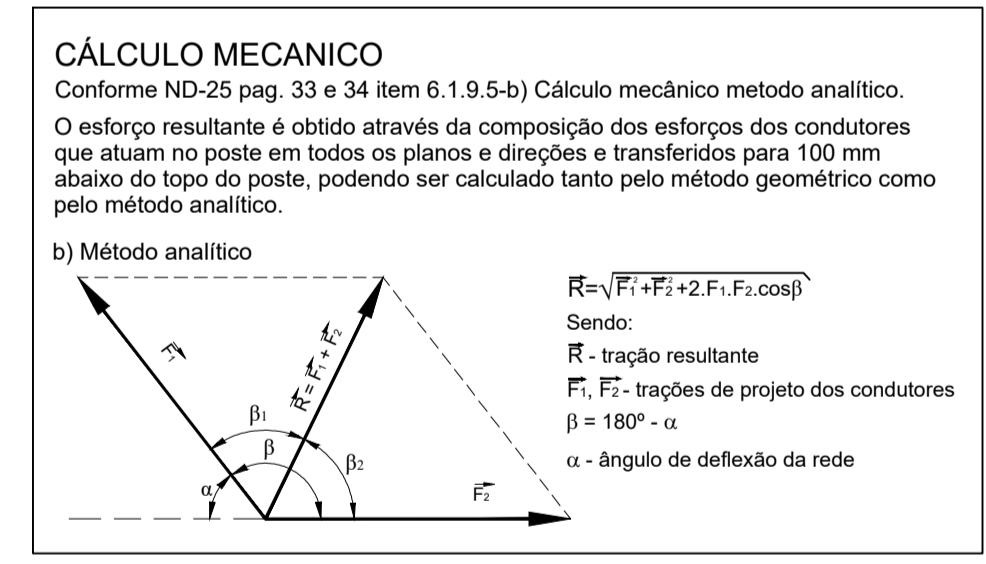 CÁLCULO MECANICO
Conforme ND-25 pag. 33 e 34 item 6.1.9.5-b) Cálculo mecânico metodo analítico.
O esforço resultante é obtido através da composição dos esforços dos condutores
que atuam no poste em todos os planos e direções e transferidos para 100 mm
abaixo do topo do poste, podendo ser calculado tanto pelo método geométrico como
pelo método analítico.
b) Método analítico
F₁
R = F₁ + F₂
β1
β
β2
α
F₂
R=√F₁²+F₂²+2.F₁.F₂.cosβ
Sendo:
R - tração resultante
F₁, F₂ - trações de projeto dos condutores
β = 180º - α
α - ângulo de deflexão da rede